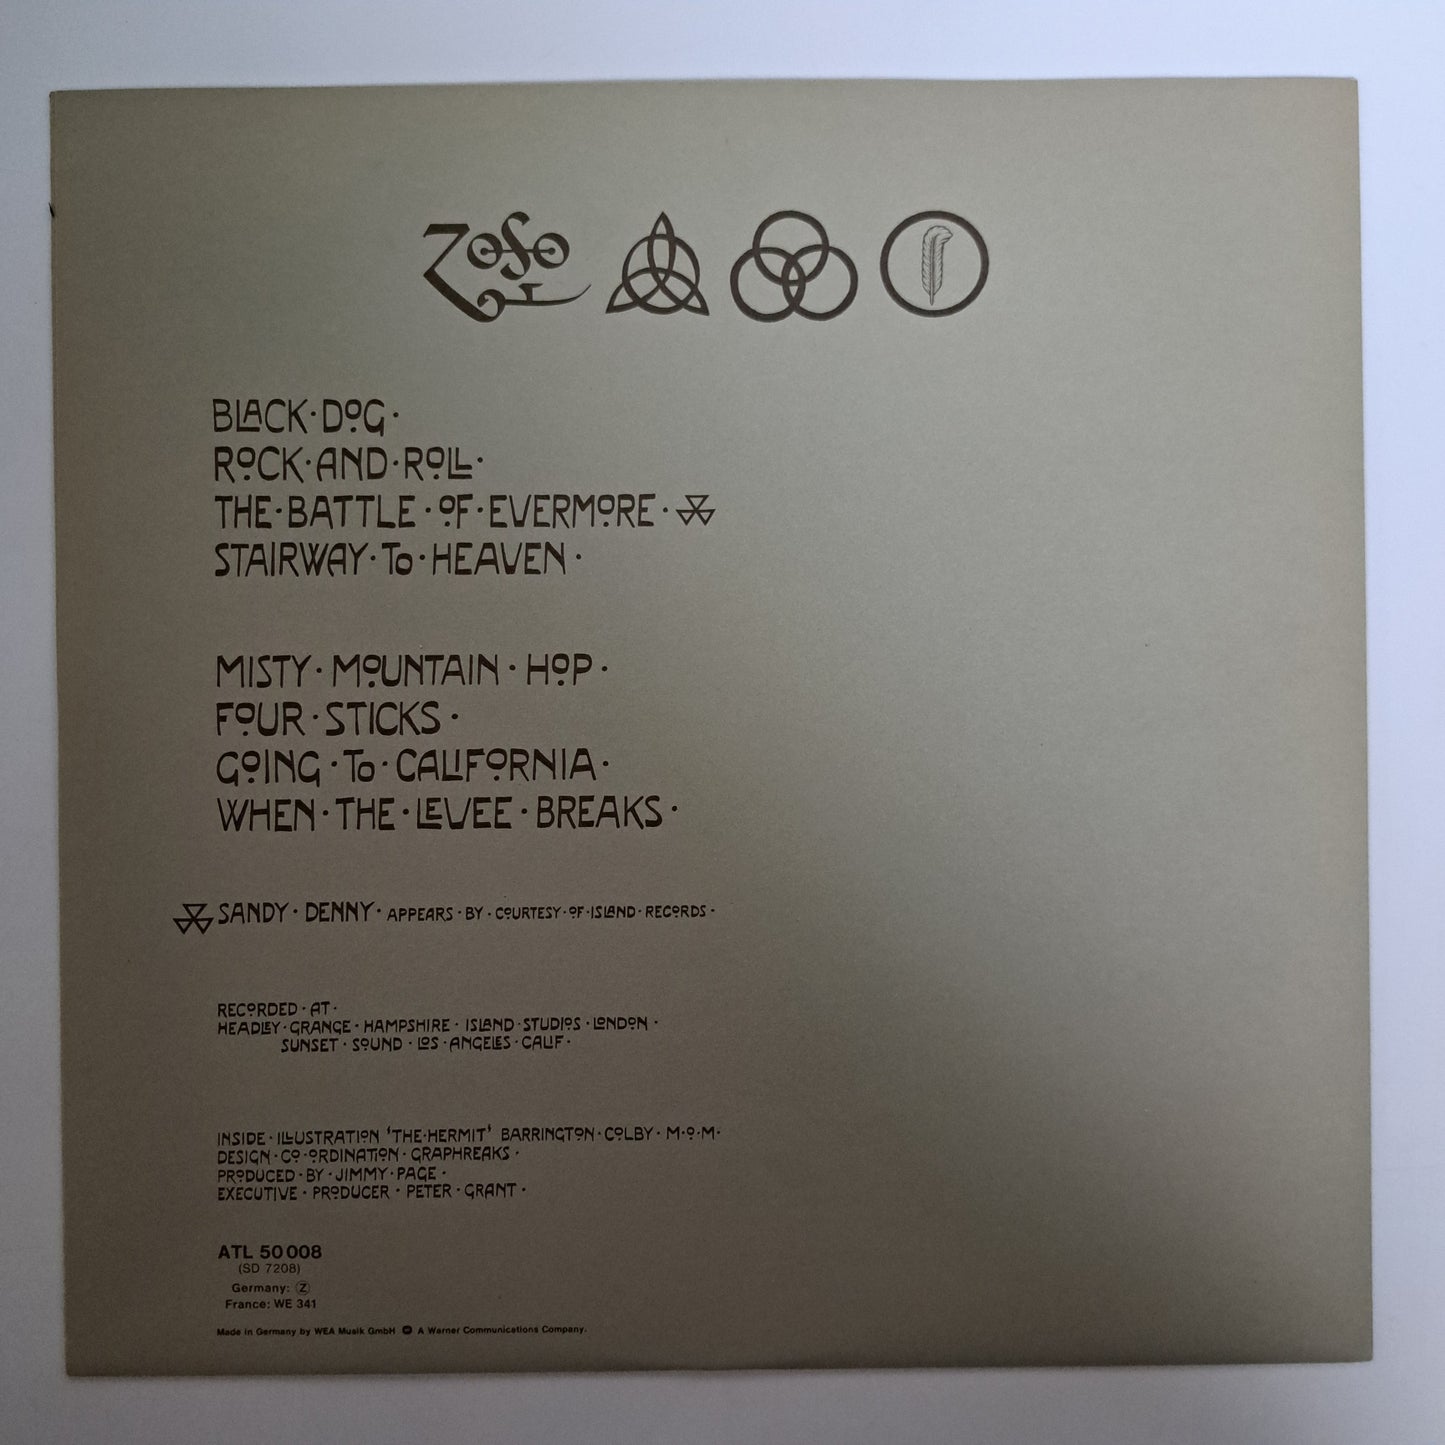 ZOSO
BLACK·DOG·
ROCK·AND·ROLL·
THE·BATTLE·OF·EVERMORE·
STAIRWAY·TO·HEAVEN·
MISTY·MOUNTAIN·HOP·
FOUR·STICKS·
GOING·TO·CALIFORNIA·
WHEN·THE·LEVEE·BREAKS·
SANDY·DENNY·APPEARS·BY·COURTESY·OF·ISLAND·RECORDS·
RECORDED·AT·
HEADLEY·GRANGE·HAMPSHIRE·ISLAND·STUDIOS·LONDON·
SUNSET·SOUND·LOS·ANGELES·CALIF·
INSIDE·ILLUSTRATION 'THE·HERMIT' BARRINGTON·COLBY·M·O·M·
DESIGN·CO·ORDINATION·GRAPHREAKS·
PRODUCED·BY·JIMMY·PAGE·
EXECUTIVE·PRODUCER·PETER·GRANT·
ATL 50 008
(SD 7208)
Germany: Ⓩ
France: WE 341
Made in Germany by WEA Musik GmbH A Warner Communications Company.